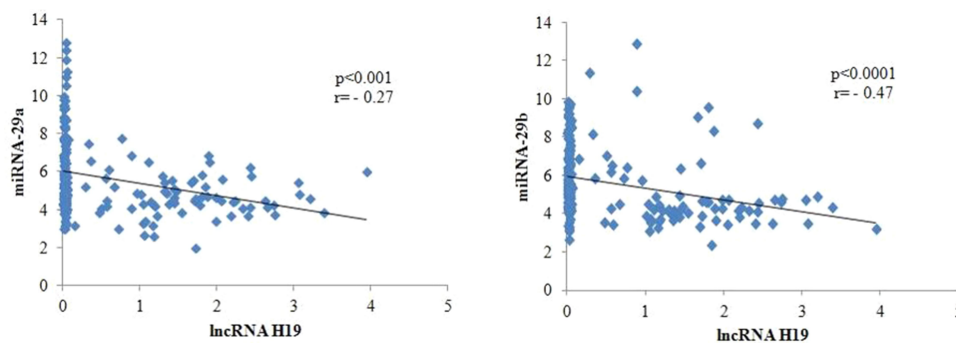 14
12
10
8
6
4
2
0
miRNA-29a
p<0.001
r= - 0.27
0 1 2 3 4 5
lncRNA H19
14
12
10
8
6
4
2
0
miRNA-29b
p<0.0001
r= - 0.47
0 1 2 3 4
lncRNA H19